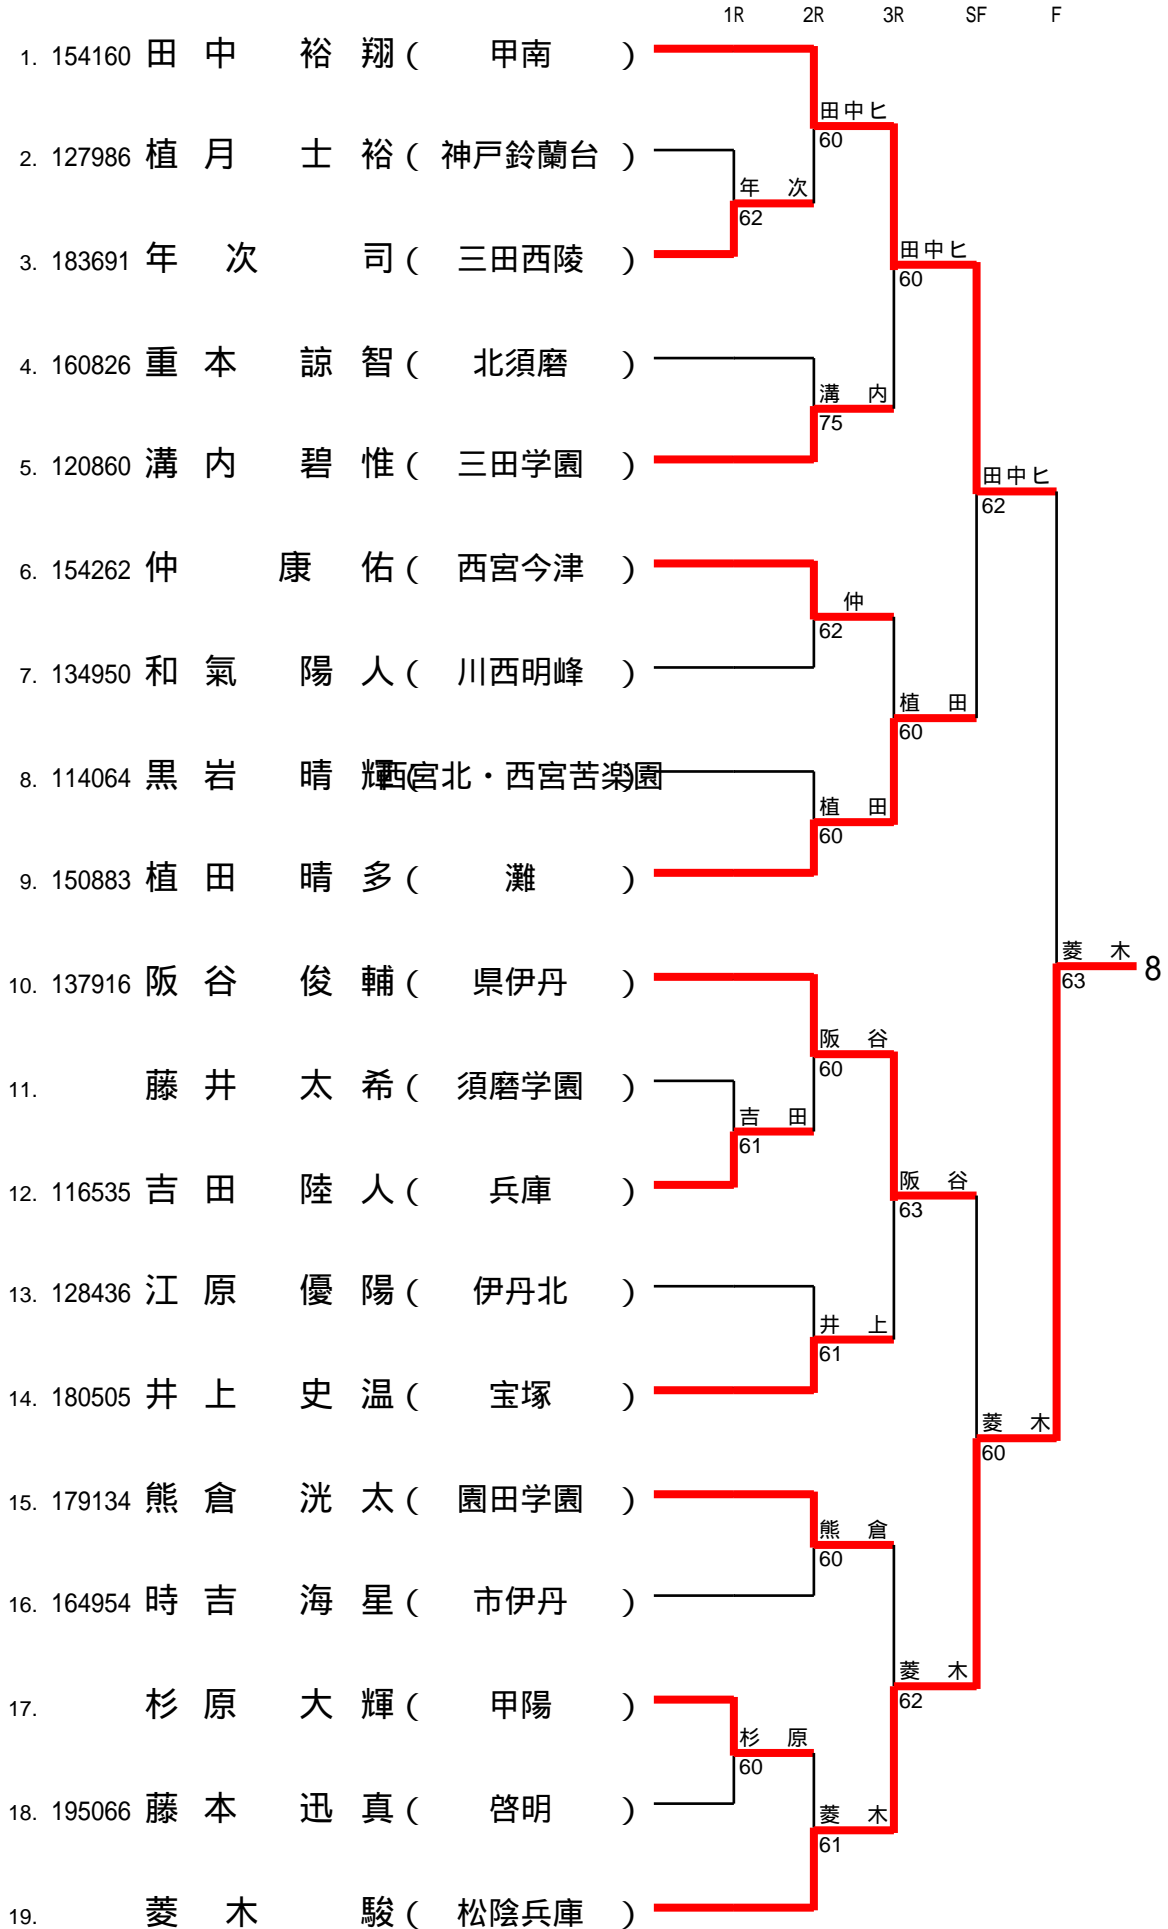 1R 2R 3R SF F
1. 154160 田中 裕翔 ( 甲南 )
田中ヒ
60
2. 127986 植月 士裕 ( 神戸鈴蘭台 )
年次
62
3. 183691 年次 司 ( 三田西陵 )
田中ヒ
60
4. 160826 重本 諒智 ( 北須磨 )
溝内
75
5. 120860 溝内 碧惟 ( 三田学園 )
田中ヒ
62
6. 154262 仲 康佑 ( 西宮今津 )
仲
62
7. 134950 和氣 陽人 ( 川西明峰 )
植田
60
8. 114064 黒岩 晴輝 ( 西宮北・西宮苦楽園 )
植田
60
9. 150883 植田 晴多 ( 灘 )
菱木 8
63
10. 137916 阪谷 俊輔 ( 県伊丹 )
阪谷
60
11. 藤井 太希 ( 須磨学園 )
吉田
61
12. 116535 吉田 陸人 ( 兵庫 )
阪谷
63
13. 128436 江原 優陽 ( 伊丹北 )
井上
61
14. 180505 井上 史温 ( 宝塚 )
菱木
60
15. 179134 熊倉 洸太 ( 園田学園 )
熊倉
60
16. 164954 時吉 海星 ( 市伊丹 )
菱木
62
17. 杉原 大輝 ( 甲陽 )
杉原
60
18. 195066 藤本 迅真 ( 啓明 )
菱木
61
19. 菱木 駿 ( 松陰兵庫 )